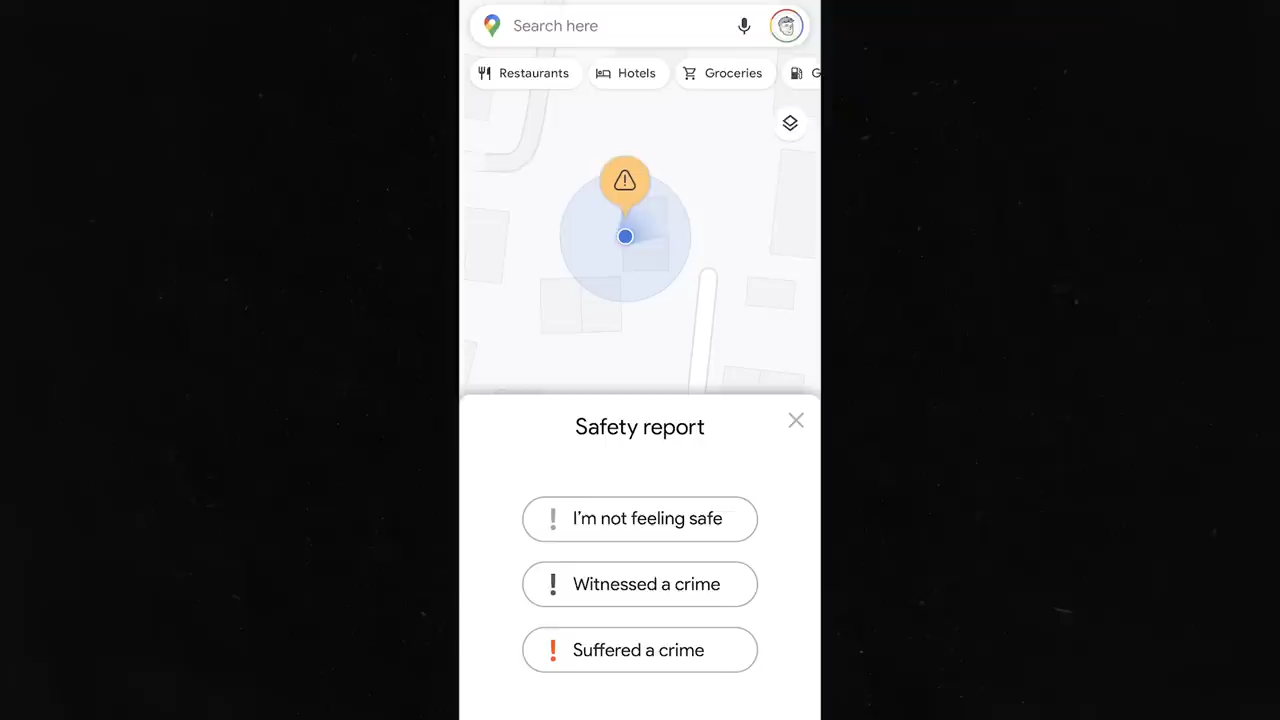 Search here
Restaurants Hotels Groceries G
Safety report
I'm not feeling safe
Witnessed a crime
Suffered a crime